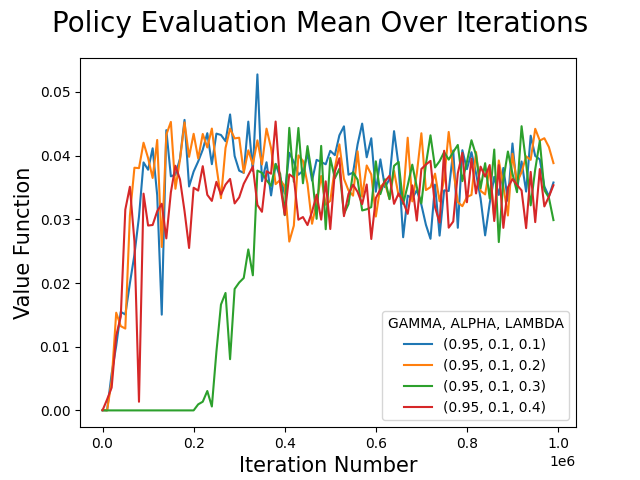 Policy Evaluation Mean Over Iterations
Value Function
0.05
0.04
0.03
0.02
0.01
0.00
GAMMA, ALPHA, LAMBDA
(0.95, 0.1, 0.1)
(0.95, 0.1, 0.2)
(0.95, 0.1, 0.3)
(0.95, 0.1, 0.4)
0.0 0.2 0.4 0.6 0.8 1.0
1e6
Iteration Number